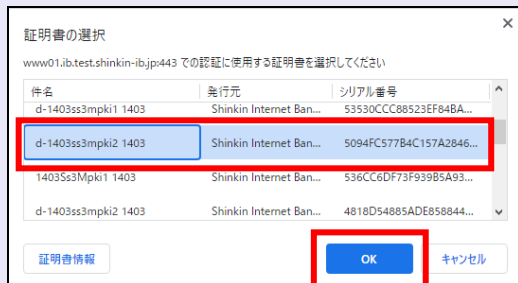 証明書の選択
www01.ib.test.shinkin-ib.jp:443 での認証に使用する証明書を選択してください
件名 発行元 シリアル番号
d-1403ss3mpki1 1403 Shinkin Internet Ban... 53530CCC88523EF84BA...
d-1403ss3mpki2 1403 Shinkin Internet Ban... 5094FC577B4C157A2846...
1403Ss3Mpki1 1403 Shinkin Internet Ban... 536CC6DF73F939B5A93...
d-1403ss3mpki2 1403 Shinkin Internet Ban... 4818D54885ADE858844...
証明書情報 OK キャンセル